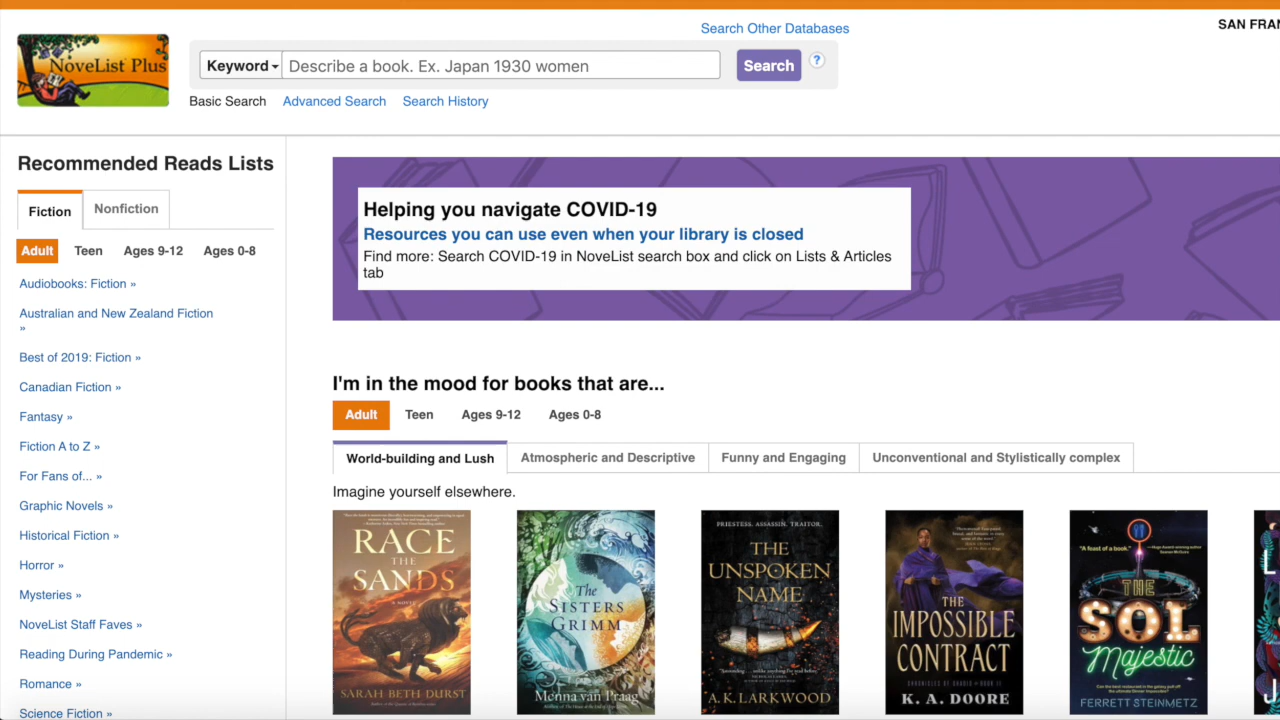 Search Other Databases
SAN FRAN
NoveList Plus
Keyword
Describe a book. Ex. Japan 1930 women
Search
?
Basic Search
Advanced Search
Search History
Recommended Reads Lists
Fiction
Nonfiction
Adult
Teen
Ages 9-12
Ages 0-8
Audiobooks: Fiction »
Australian and New Zealand Fiction
»
Best of 2019: Fiction »
Canadian Fiction »
Fantasy »
Fiction A to Z »
For Fans of... »
Graphic Novels »
Historical Fiction »
Horror »
Mysteries »
NoveList Staff Faves »
Reading During Pandemic »
Romance »
Science Fiction »
Helping you navigate COVID-19
Resources you can use even when your library is closed
Find more: Search COVID-19 in NoveList search box and click on Lists & Articles
tab
I'm in the mood for books that are...
Adult
Teen
Ages 9-12
Ages 0-8
World-building and Lush
Atmospheric and Descriptive
Funny and Engaging
Unconventional and Stylistically complex
Imagine yourself elsewhere.
RACE
THE
SANDS
A NOVEL
SARAH BETH DURST
The
SISTERS
GRIMM
Menna van Praag
PRIESTESS. ASSASSIN. TRAITOR.
THE
UNSPOKEN
NAME
A.K. LARKWOOD
THE
IMPOSSIBLE
CONTRACT
K. A. DOORE
"A feast of a book."
THE
SOL
Majestic
FERRETT STEINMETZ